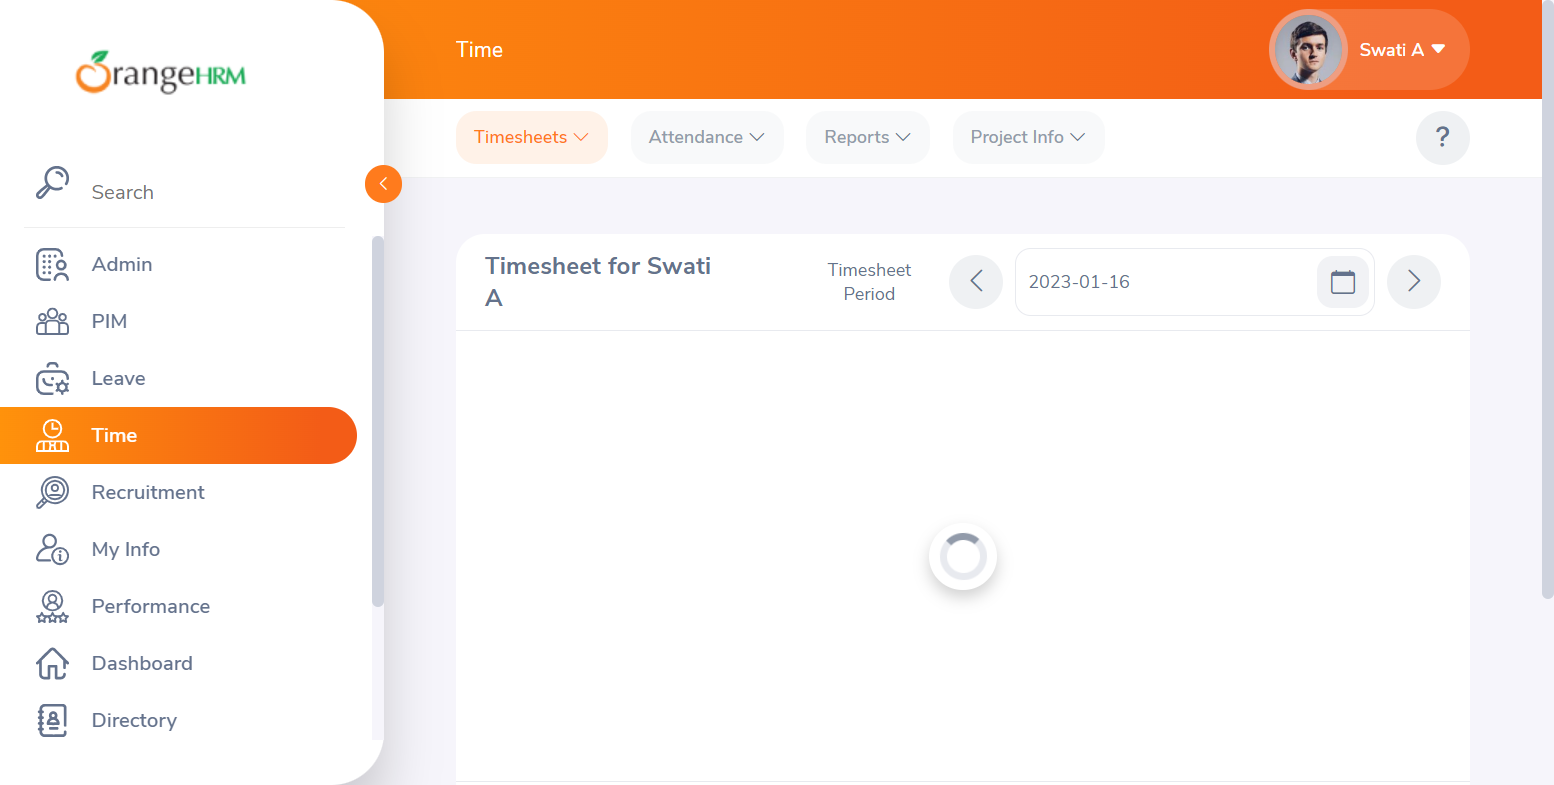 OrangeHRM
Time
Swati A
Timesheets
Attendance
Reports
Project Info
?
Search
Admin
PIM
Leave
Time
Recruitment
My Info
Performance
Dashboard
Directory
Timesheet for Swati
A
Timesheet
Period
2023-01-16